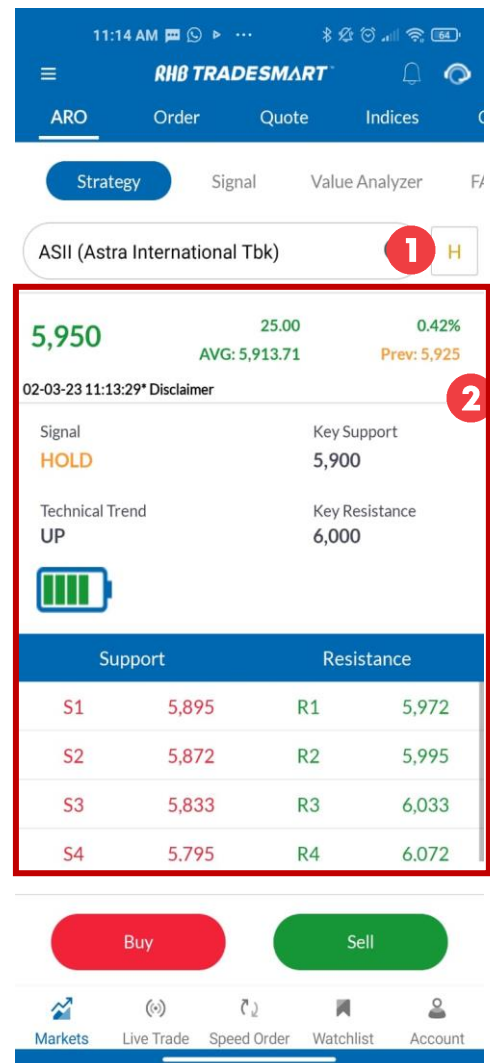 11:14 AM ... 64
RHB TRADESMART
ARO Order Quote Indices
Strategy Signal Value Analyzer FA
ASII (Astra International Tbk) 1 H
5,950 25.00 0.42%
AVG: 5,913.71 Prev: 5,925
02-03-23 11:13:29* Disclaimer
2
Signal Key Support
HOLD 5,900
Technical Trend Key Resistance
UP 6,000
Support Resistance
S1 5,895 R1 5,972
S2 5,872 R2 5,995
S3 5,833 R3 6,033
S4 5.795 R4 6.072
Buy Sell
Markets Live Trade Speed Order Watchlist Account